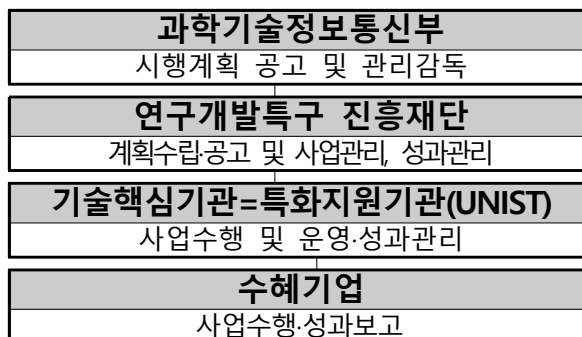 과학기술정보통신부
시행계획 공고 및 관리감독
연구개발특구 진흥재단
계획수립·공고 및 사업관리, 성과관리
기술핵심기관=특화지원기관(UNIST)
사업수행 및 운영·성과관리
수혜기업
사업수행·성과보고